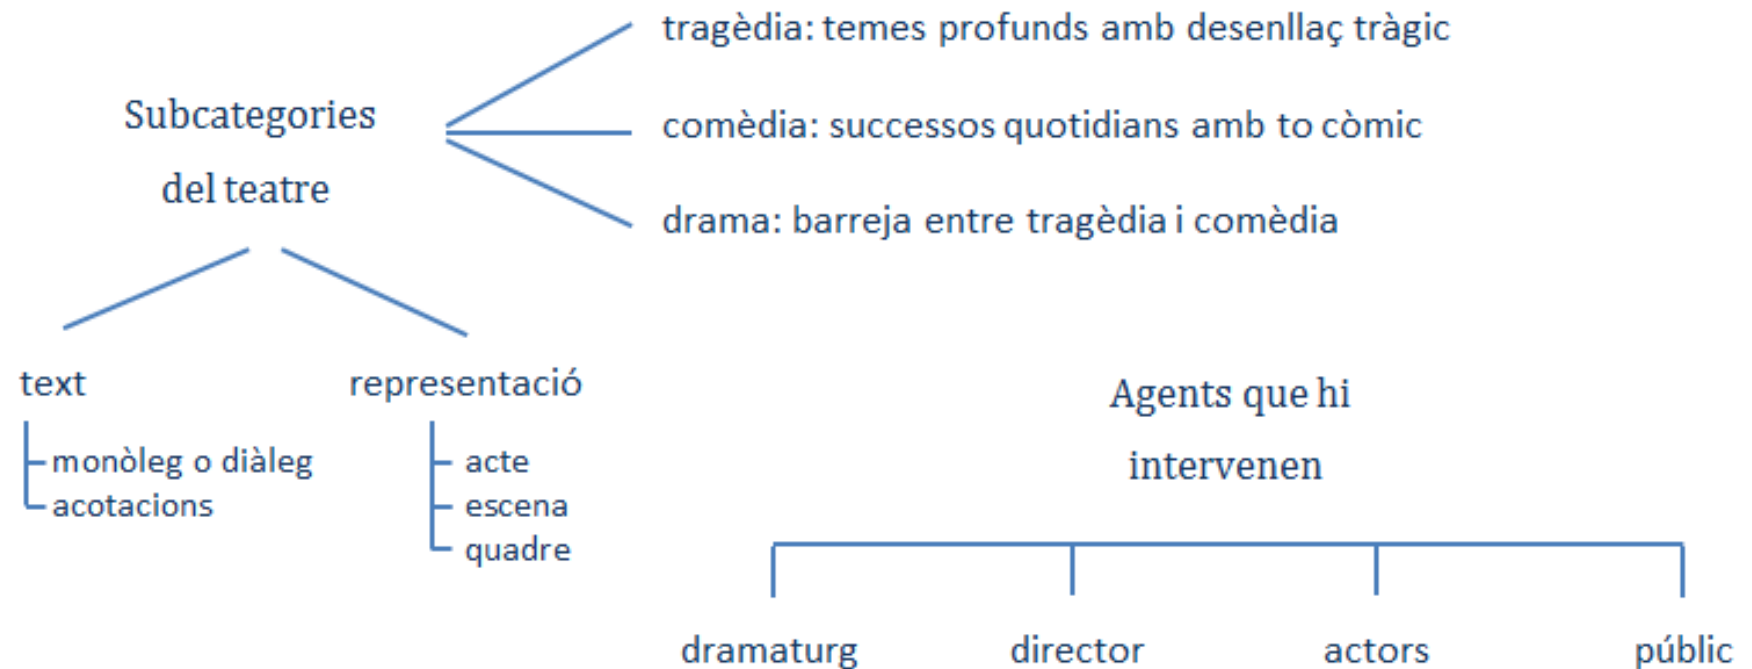 tragèdia: temes profunds amb desenllaç tràgic
Subcategories
del teatre
comèdia: successos quotidians amb to còmic
drama: barreja entre tragèdia i comèdia
text
monòleg o diàleg
acotacions
representació
acte
escena
quadre
Agents que hi
intervenen
dramaturg
director
actors
públic